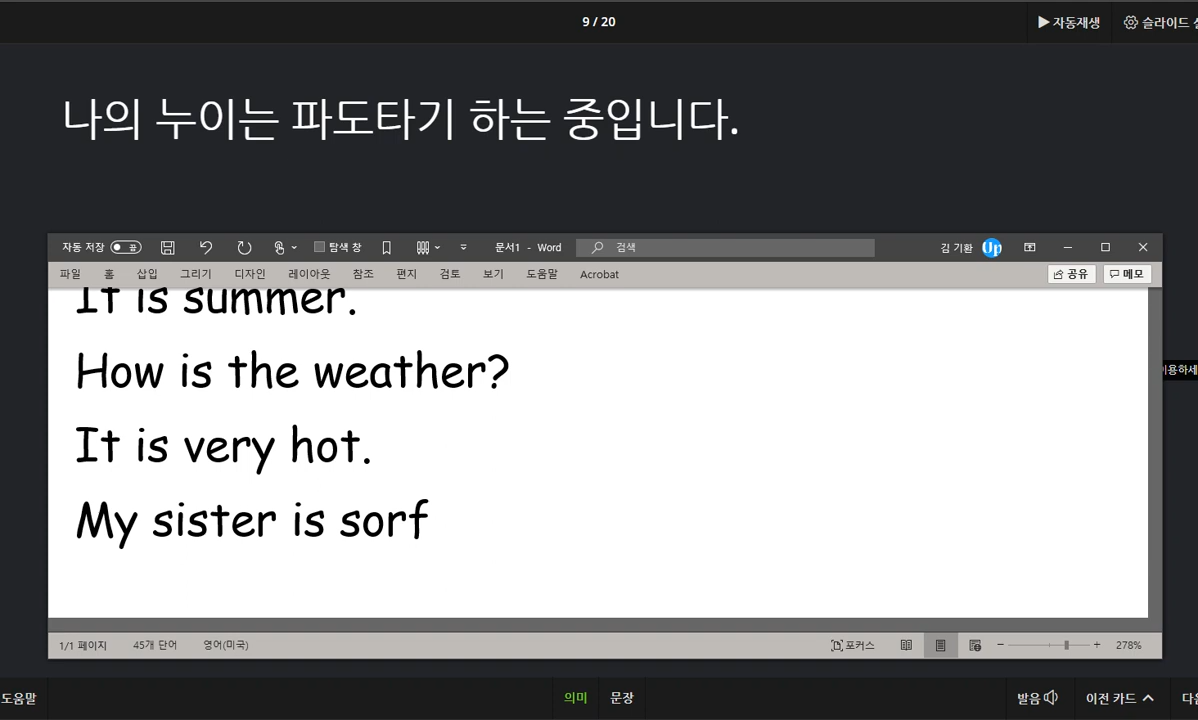 9 / 20
▶ 자동재생
슬라이드
나의 누이는 파도타기 하는 중입니다.
자동 저장 탐색 창 문서1 - Word 검색 김 기환 Up
파일 홈 삽입 그리기 디자인 레이아웃 참조 편지 검토 보기 도움말 Acrobat 공유 메모
It is summer.
How is the weather?
이용하세
It is very hot.
My sister is sorf
1/1 페이지 45개 단어 영어(미국) 포커스 278%
도움말 의미 문장 발음 이전 카드